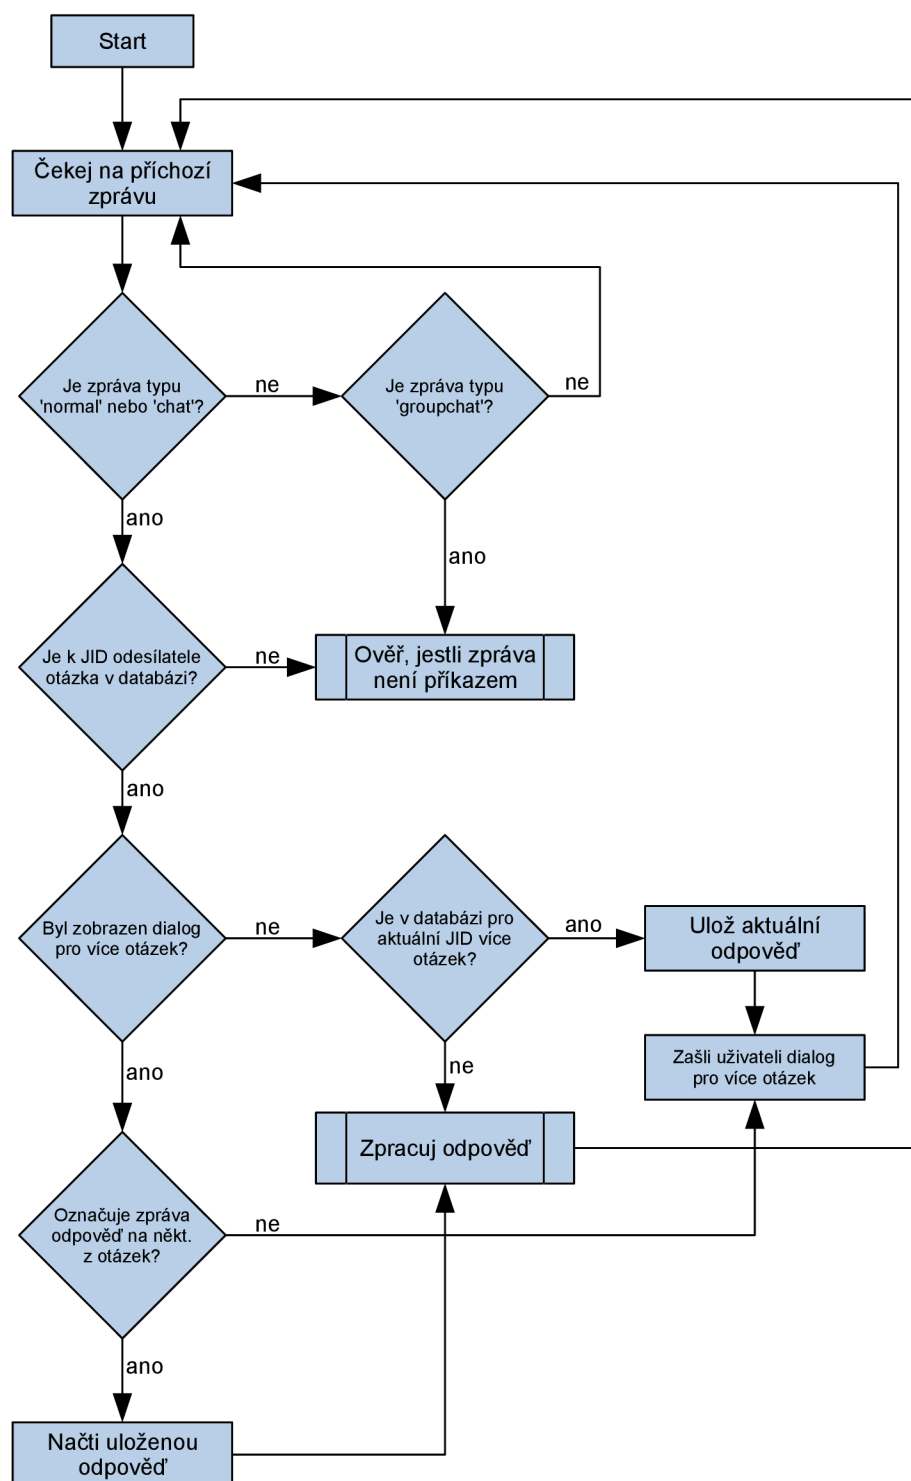 Start
Čekej na příchozí
zprávu
Je zpráva typu
'normal' nebo 'chat'?
ne
Je zpráva typu
'groupchat'?
ne
ano
ano
Je k JID odesílatele
otázka v databázi?
ne
Ověř, jestli zpráva
není příkazem
ano
Byl zobrazen dialog
pro více otázek?
ne
Je v databázi pro
aktuální JID více
otázek?
ano
Ulož aktuální
odpověď
Zašli uživateli dialog
pro více otázek
ano
ne
Zpracuj odpověď
Označuje zpráva
odpověď na někt.
z otázek?
ne
ano
Načti uloženou
odpověď